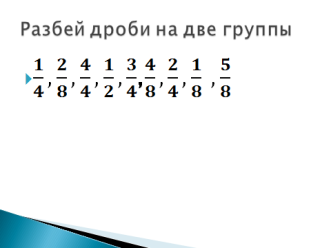 Разбей дроби на две группы
1/4, 2/8, 4/4, 1/2, 3/4, 4/8, 2/4, 1/8, 5/8